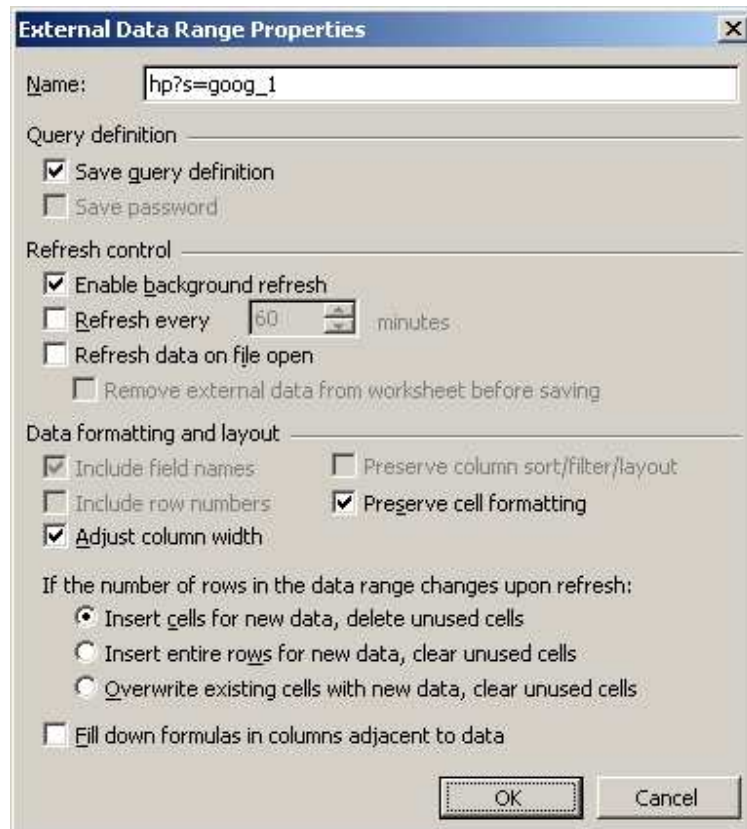 External Data Range Properties
Name: hp?s=goog_1
Query definition
Save query definition
Save password
Refresh control
Enable background refresh
Refresh every 60 minutes
Refresh data on file open
Remove external data from worksheet before saving
Data formatting and layout
Include field names Preserve column sort/filter/layout
Include row numbers Preserve cell formatting
Adjust column width
If the number of rows in the data range changes upon refresh:
Insert cells for new data, delete unused cells
Insert entire rows for new data, clear unused cells
Overwrite existing cells with new data, clear unused cells
Fill down formulas in columns adjacent to data
OK Cancel